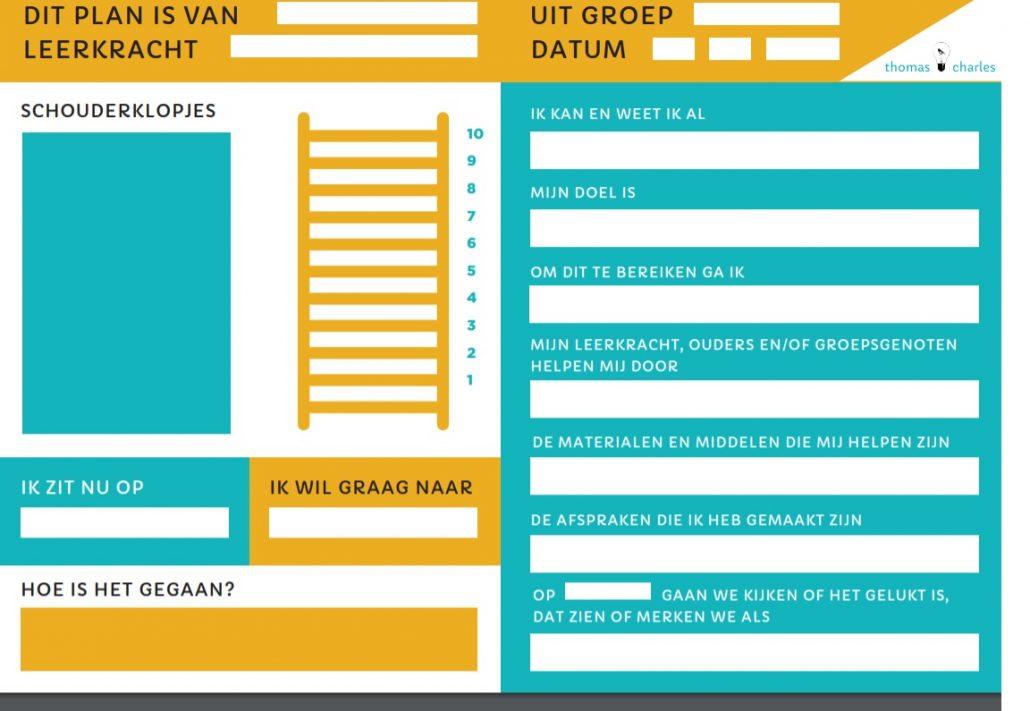 DIT PLAN IS VAN
LEERKRACHT
UIT GROEP
DATUM
thomas charles
SCHOUDERKLOPJES
10
9
8
7
6
5
4
3
2
1
IK ZIT NU OP
IK WIL GRAAG NAAR
HOE IS HET GEGAAN?
IK KAN EN WEET IK AL
MIJN DOEL IS
OM DIT TE BEREIKEN GA IK
MIJN LEERKRACHT, OUDERS EN/OF GROEPSGENOTEN
HELPEN MIJ DOOR
DE MATERIALEN EN MIDDELEN DIE MIJ HELPEN ZIJN
DE AFSPRAKEN DIE IK HEB GEMAAKT ZIJN
OP GAAN WE KIJKEN OF HET GELUKT IS,
DAT ZIEN OF MERKEN WE ALS